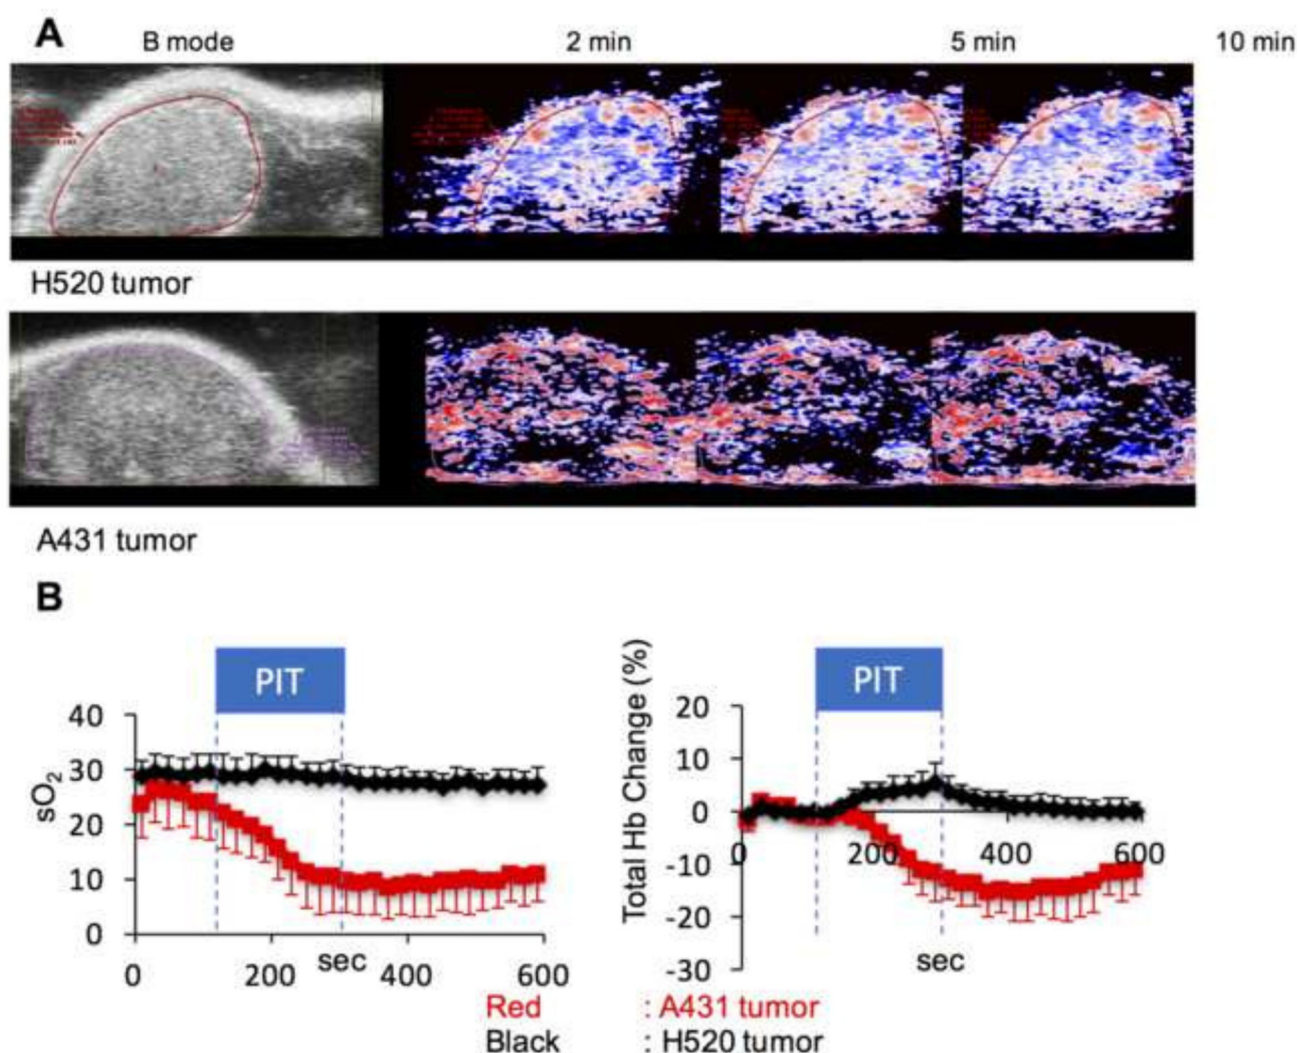 A
B mode 2 min 5 min 10 min
H520 tumor
A431 tumor
B
PIT
40
30
20
10
0
sO2
0 200 400 600
sec
PIT
20
10
0
-10
-20
-30
Total Hb Change (%)
0 200 400 600
sec
Red : A431 tumor
Black : H520 tumor